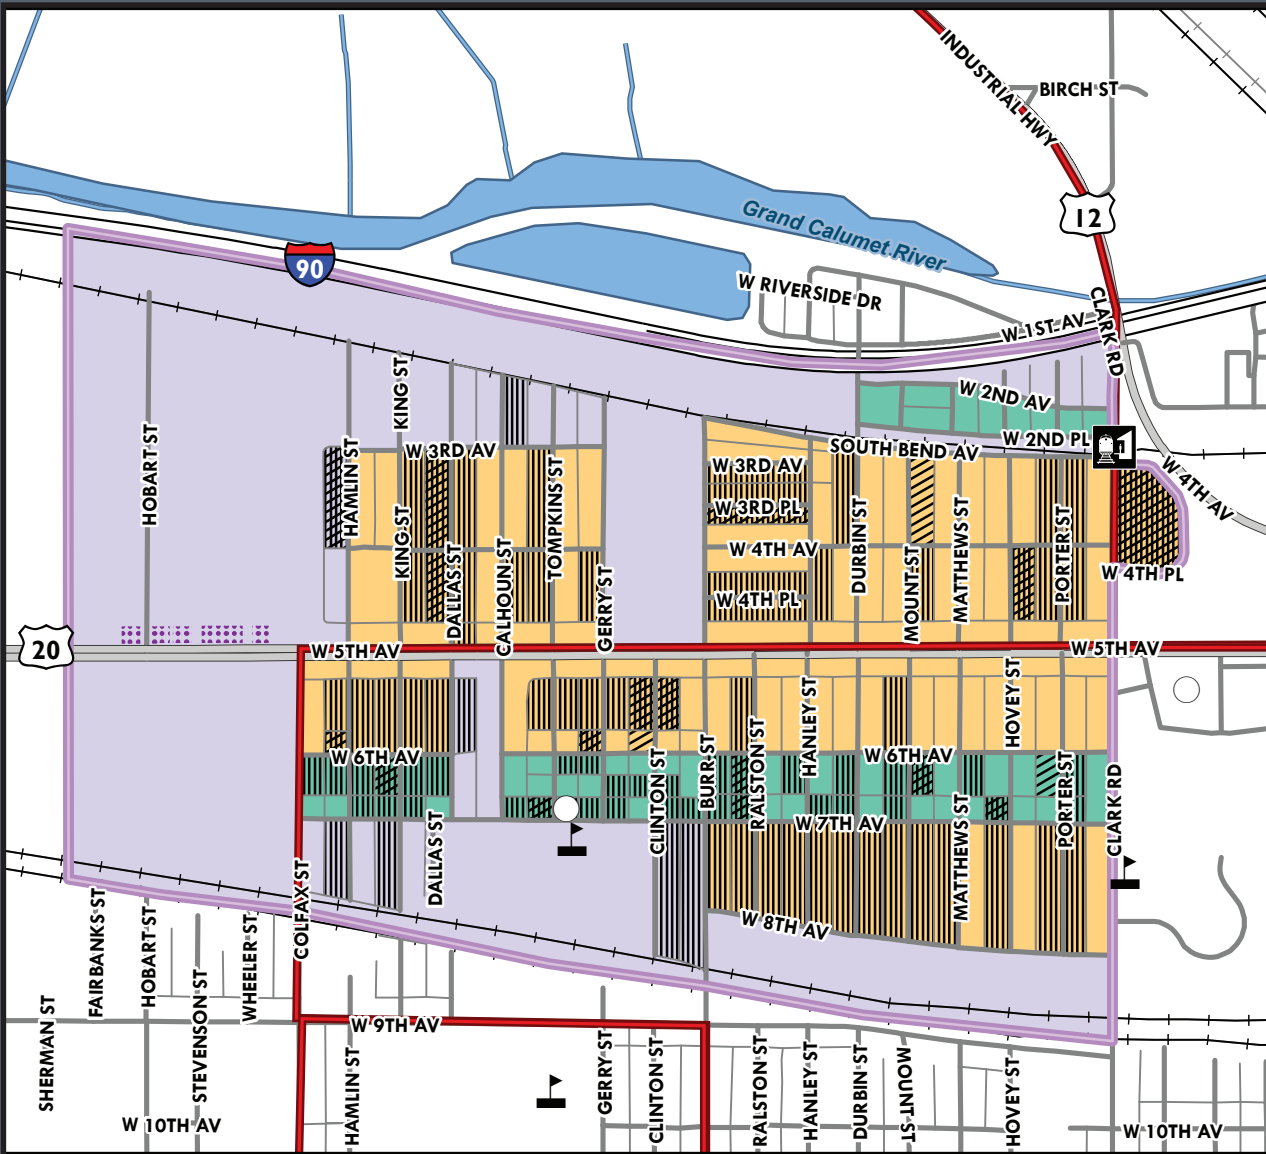 INDUSTRIAL HWY
BIRCH ST
12
Grand Calumet River
90
W RIVERSIDE DR
W 1ST AV
CLARK RD
KING ST
W 2ND AV
HOBART ST
HAMLIN ST
W 3RD AV
TOMPKINS ST
W 3RD AV
SOUTH BEND AV
W 2ND PL
W 4TH AV
W 3RD PL
KING ST
DALLAS ST
CALHOUN ST
GERRY ST
W 4TH AV
DURBIN ST
MOUNT ST
MATTHEWS ST
PORTER ST
W 4TH PL
W 4TH PL
20
W 5TH AV
W 5TH AV
HANLEY ST
HOVEY ST
W 6TH AV
CLINTON ST
BURR ST
RALSTON ST
W 6TH AV
PORTER ST
CLARK RD
DALLAS ST
W 7TH AV
MATTHEWS ST
COLFAX ST
W 8TH AV
FAIRBANKS ST
HOBART ST
WHEELER ST
SHERMAN ST
STEVENSON ST
W 9TH AV
HAMLIN ST
GERRY ST
CLINTON ST
RALSTON ST
HANLEY ST
DURBIN ST
MOUNT ST
HOVEY ST
W 10TH AV
W 10TH AV